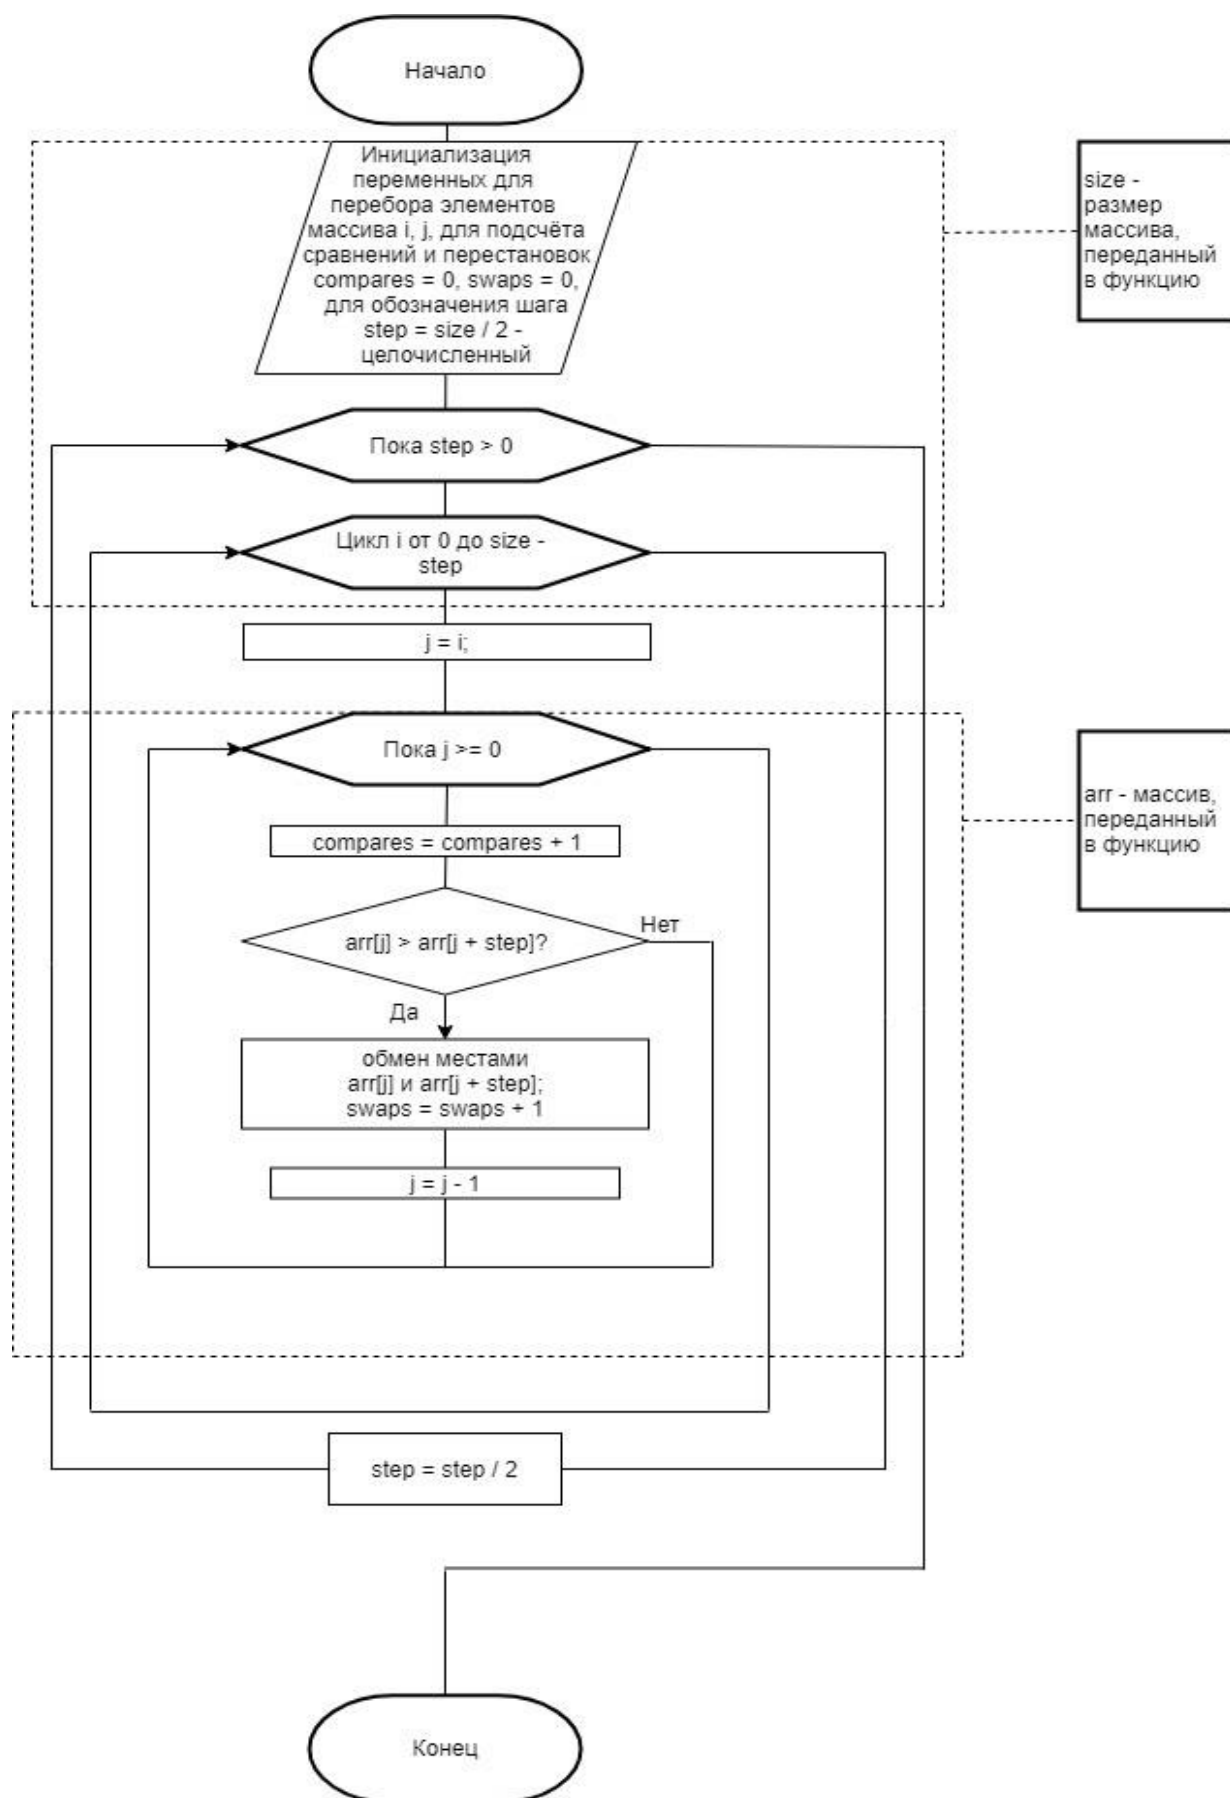 Начало
Инициализация
переменных для
перебора элементов
массива i, j, для подсчёта
сравнений и перестановок
compares = 0, swaps = 0,
для обозначения шага
step = size / 2 -
целочисленный
size -
размер
массива,
переданный
в функцию
Пока step > 0
Цикл i от 0 до size -
step
j = i;
Пока j >= 0
arr - массив,
переданный
в функцию
compares = compares + 1
arr[j] > arr[j + step]?
Нет
Да
обмен местами
arr[j] и arr[j + step];
swaps = swaps + 1
j = j - 1
step = step / 2
Конец